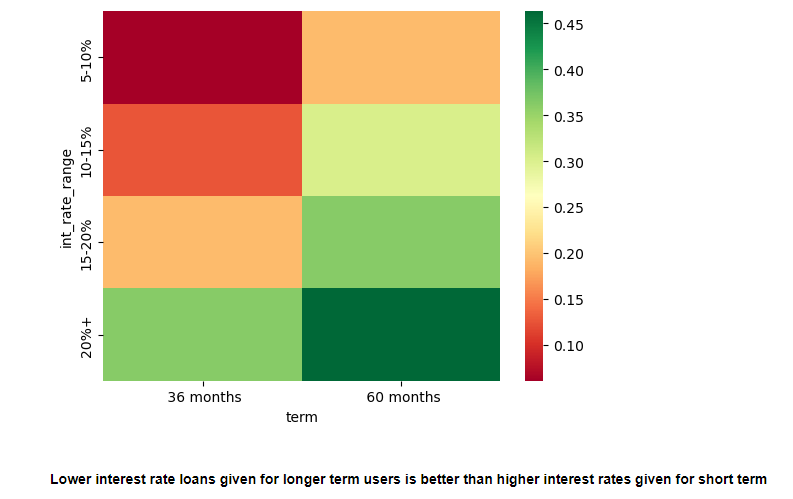 5-10%
10-15%
15-20%
20%+
int_rate_range
36 months
60 months
term
0.45
0.40
0.35
0.30
0.25
0.20
0.15
0.10
Lower interest rate loans given for longer term users is better than higher interest rates given for short term